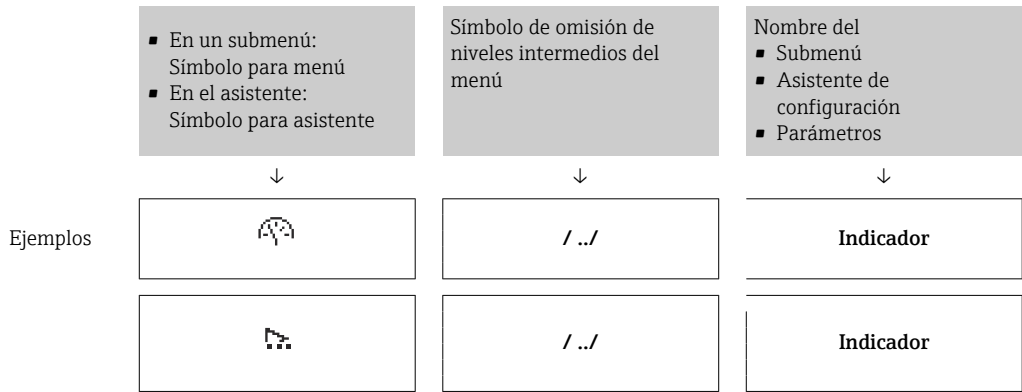 ▪ En un submenú:
Símbolo para menú
▪ En el asistente:
Símbolo para asistente
Símbolo de omisión de
niveles intermedios del
menú
Nombre del
▪ Submenú
▪ Asistente de
configuración
▪ Parámetros
↓ ↓ ↓
Ejemplos / ../ Indicador
/ ../ Indicador